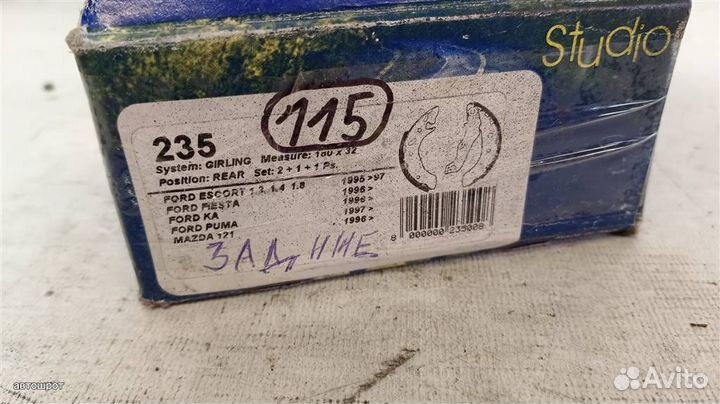 Studio
115
235
System: GIRLING Measure: 180 x 32
Position: REAR Set: 2 + 1 + 1 Ps.
FORD ESCORT 1.3, 1.4 1.8 1995>97
FORD FIESTA 1996>
FORD KA 1996>
FORD PUMA 1997>
MAZDA 121 1996>
8 000000 235008
ЗАДНИЕ
автошрот
Avito